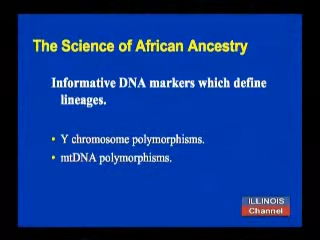 The Science of African Ancestry
Informative DNA markers which define
lineages.
• Y chromosome polymorphisms.
• mtDNA polymorphisms.
ILLINOIS
Channel